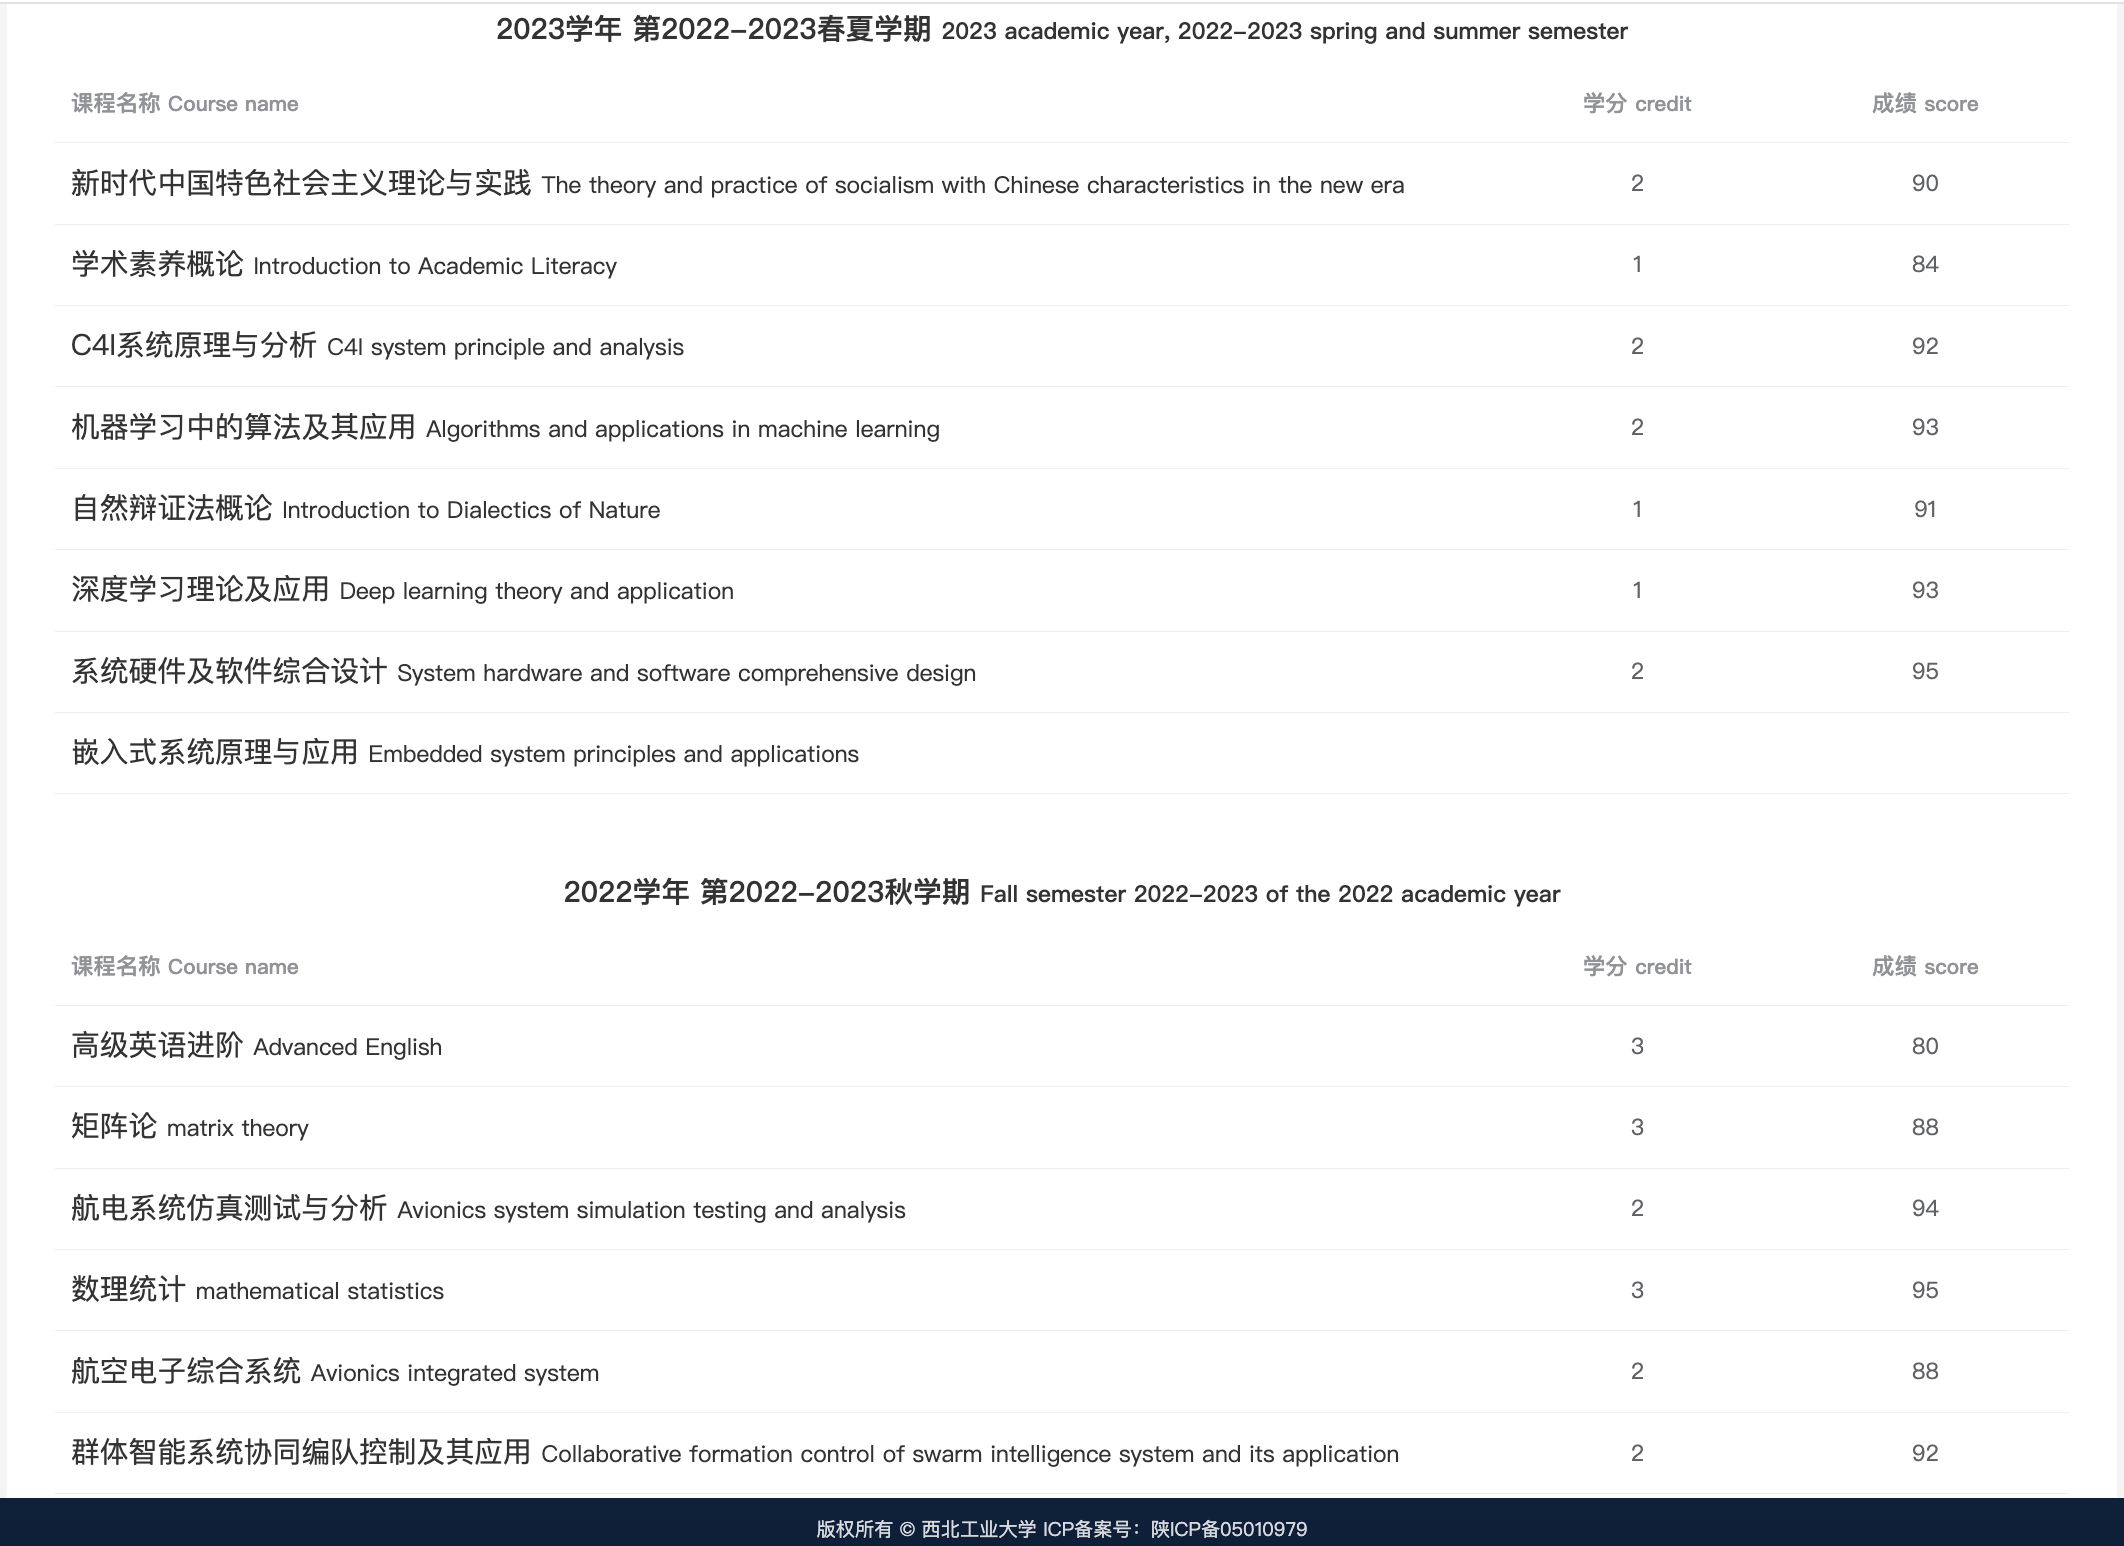 2023学年 第2022-2023春夏学期 2023 academic year, 2022-2023 spring and summer semester
课程名称 Course name 学分 credit 成绩 score
新时代中国特色社会主义理论与实践 The theory and practice of socialism with Chinese characteristics in the new era 2 90
学术素养概论 Introduction to Academic Literacy 1 84
C4I系统原理与分析 C4I system principle and analysis 2 92
机器学习中的算法及其应用 Algorithms and applications in machine learning 2 93
自然辩证法概论 Introduction to Dialectics of Nature 1 91
深度学习理论及应用 Deep learning theory and application 1 93
系统硬件及软件综合设计 System hardware and software comprehensive design 2 95
嵌入式系统原理与应用 Embedded system principles and applications
2022学年 第2022-2023秋学期 Fall semester 2022-2023 of the 2022 academic year
课程名称 Course name 学分 credit 成绩 score
高级英语进阶 Advanced English 3 80
矩阵论 matrix theory 3 88
航电系统仿真测试与分析 Avionics system simulation testing and analysis 2 94
数理统计 mathematical statistics 3 95
航空电子综合系统 Avionics integrated system 2 88
群体智能系统协同编队控制及其应用 Collaborative formation control of swarm intelligence system and its application 2 92
版权所有 © 西北工业大学 ICP备案号：陕ICP备05010979